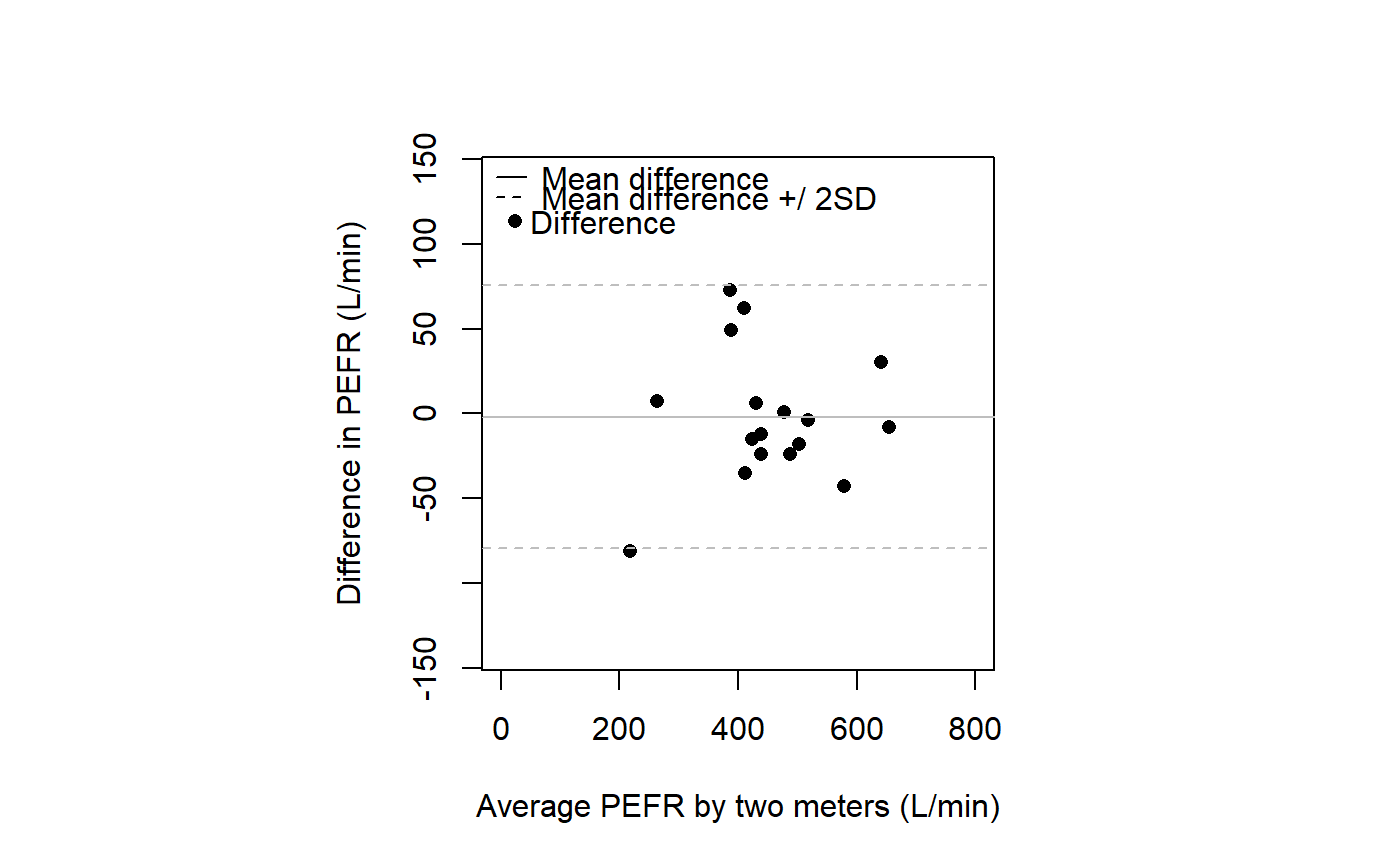 Mean difference
Mean difference +/ 2SD
Difference
Difference in PEFR (L/min)
150
100
50
0
-50
-150
0 200 400 600 800
Average PEFR by two meters (L/min)